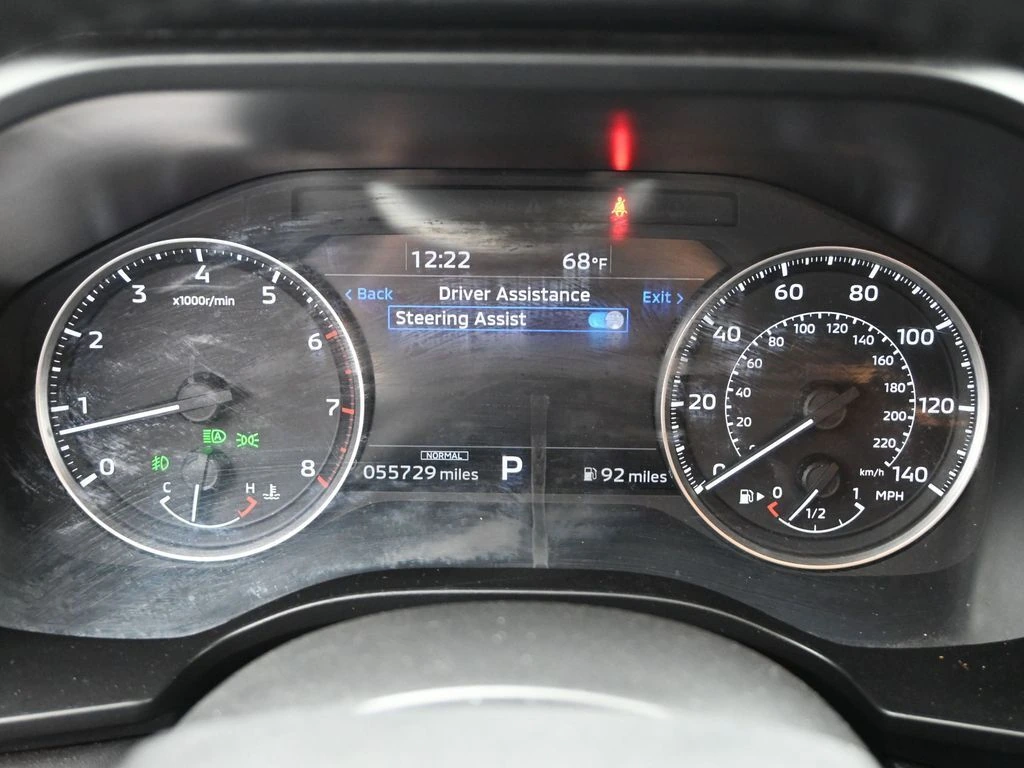 12:22 68°F
< Back Driver Assistance Exit >
Steering Assist
NORMAL
055729 miles P 92 miles
0 1 2 3 4 5 6 7 8
x1000r/min
A
C H
0 20 40 60 80 100 120 140
20 40 60 80 100 120 140 160 180 200 220
km/h
MPH
0 1/2 1